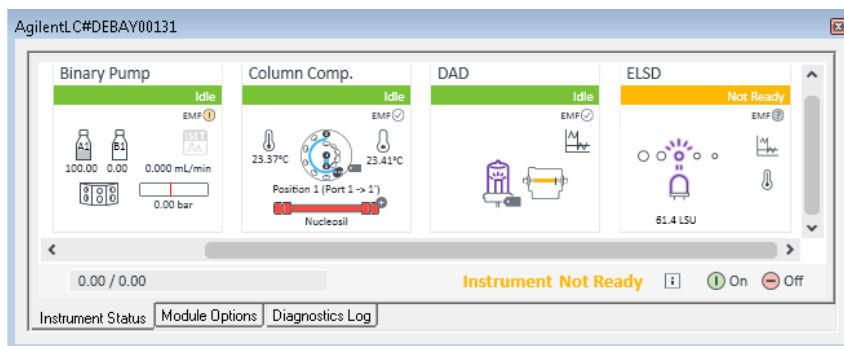 AgilentLC#DEBAY00131
Binary Pump
Idle
EMF
A1
B1
ISET
100.00 0.00 0.000 mL/min
0.00 bar
Column Comp.
Idle
EMF
23.37°C
23.41°C
Position 1 (Port 1 -> 1')
Nucleosil
DAD
Idle
EMF
ELSD
Not Ready
EMF
61.4 LSU
0.00 / 0.00
Instrument Not Ready
On
Off
Instrument Status
Module Options
Diagnostics Log